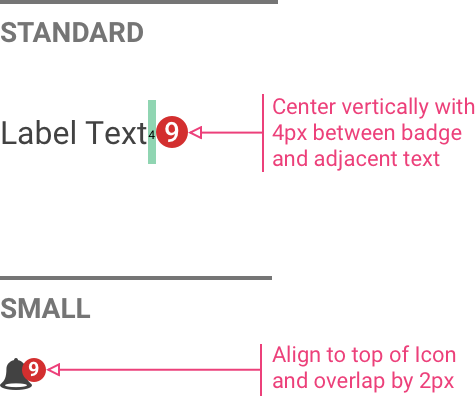 STANDARD
Label Text 4 9
Center vertically with
4px between badge
and adjacent text
SMALL
9
Align to top of Icon
and overlap by 2px